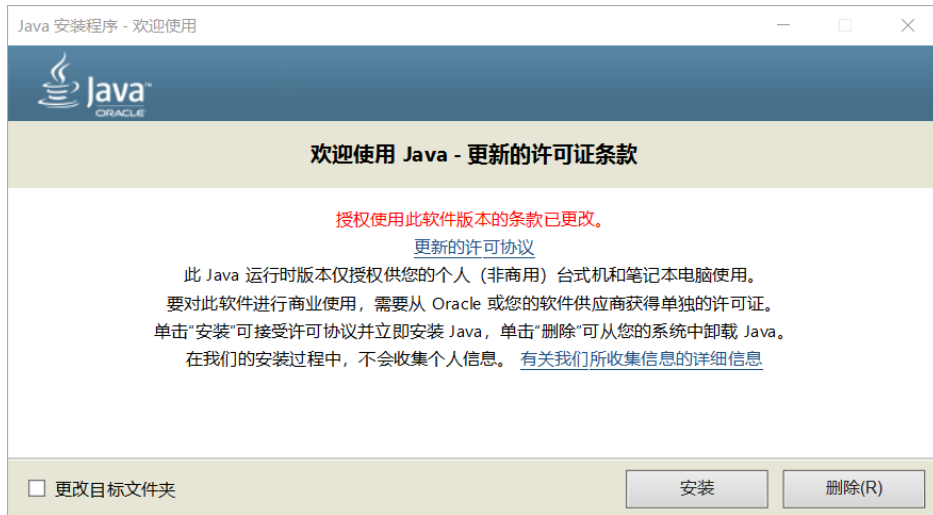 Java 安装程序 - 欢迎使用
Java™
ORACLE
欢迎使用 Java - 更新的许可证条款
授权使用此软件版本的条款已更改。
更新的许可协议
此 Java 运行时版本仅授权供您的个人（非商用）台式机和笔记本电脑使用。
要对此软件进行商业使用，需要从 Oracle 或您的软件供应商获得单独的许可证。
单击“安装”可接受许可协议并立即安装 Java，单击“删除”可从您的系统中卸载 Java。
在我们的安装过程中，不会收集个人信息。 有关我们所收集信息的详细信息
更改目标文件夹
安装
删除(R)